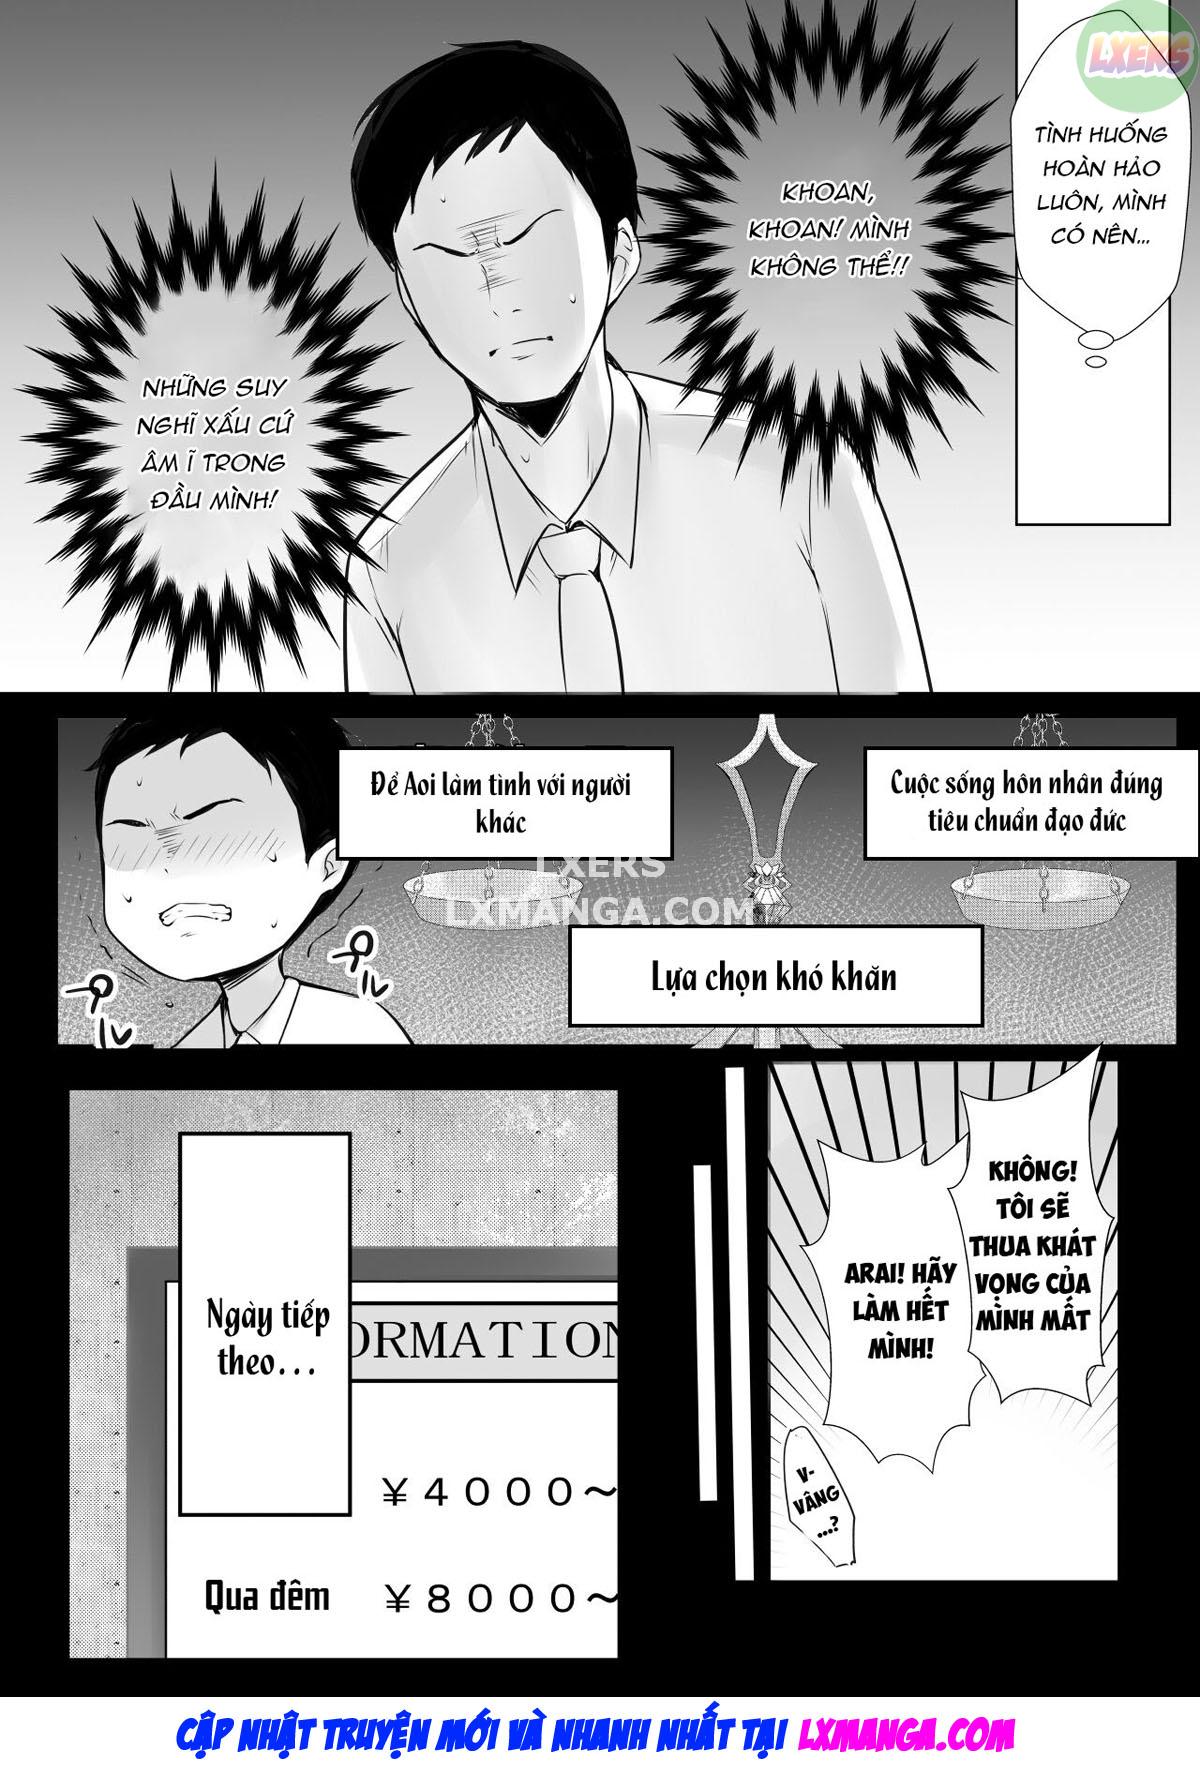 LXERS
TÌNH HUỐNG
HOÀN HẢO
LUÔN, MÌNH
CÓ NÊN...
KHOAN,
KHOAN! MÌNH
KHÔNG THỂ!!
NHỮNG SUY
NGHĨ XẤU CỨ
ÂM Ĩ TRONG
ĐẦU MÌNH!
Cuộc sống hôn nhân đúng
tiêu chuẩn đạo đức
Để Aoi làm tình với người
khác
LXERS
LXMANGA.COM
Lựa chọn khó khăn
プル
プル
KHÔNG!
TÔI SẼ
THUA KHÁT
VỌNG CỦA
MÌNH MẤT
ARAI! HÃY
LÀM HẾT
MÌNH!
V-
VÂNG
...?
Ngày tiếp
theo...
ORMATION
¥4000~
Qua đêm ¥8000~
CẬP NHẬT TRUYỆN MỚI VÀ NHANH NHẤT TẠI LXMANGA.COM